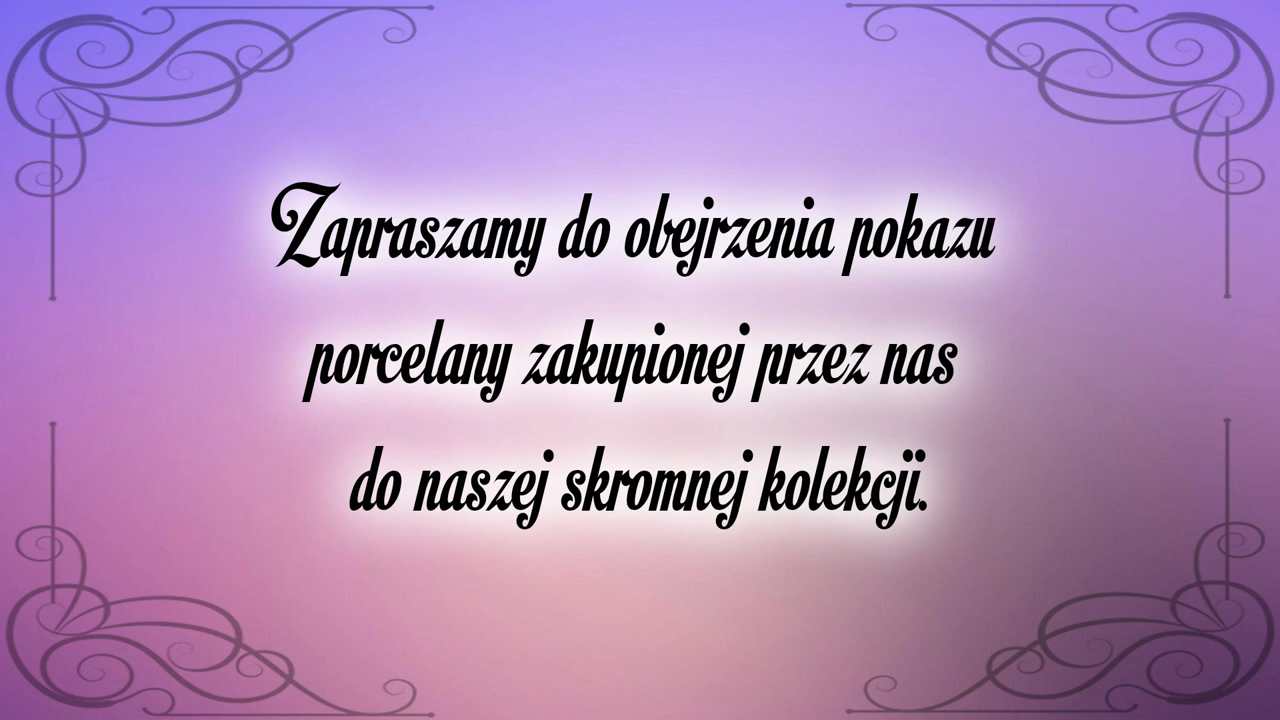 Zapraszamy do obejrzenia pokazu
porcelany zakupionej przez nas
do naszej skromnej kolekcji.